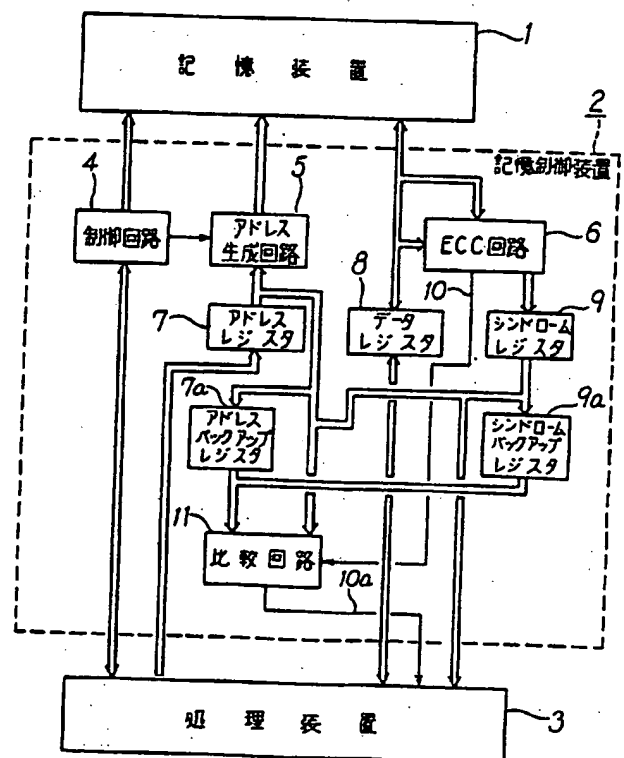 1
記憶装置
2
記憶制御装置
4
制御回路
5
アドレス
生成回路
6
ECC回路
10
7
アドレス
レジスタ
8
データ
レジスタ
9
シンドローム
レジスタ
7a
アドレス
バックアップ
レジスタ
9a
シンドローム
バックアップ
レジスタ
11
比較回路
10a
処理装置
3